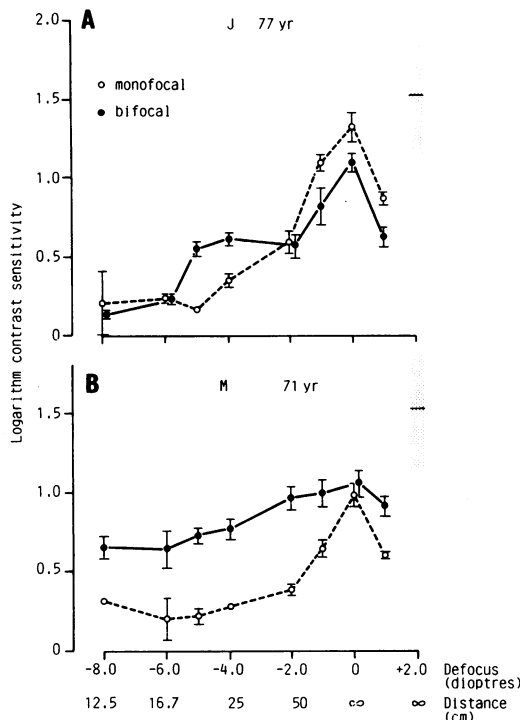 A
J 77 yr
2.0
monofocal
bifocal
1.5
1.0
0.5
0
Logarithm contrast sensitivity
B
M 71 yr
1.5
1.0
0.5
0
-8.0 -6.0 -4.0 -2.0 0 +2.0 Defocus
(dioptres)
12.5 16.7 25 50 ∞ ∞ Distance
(cm)